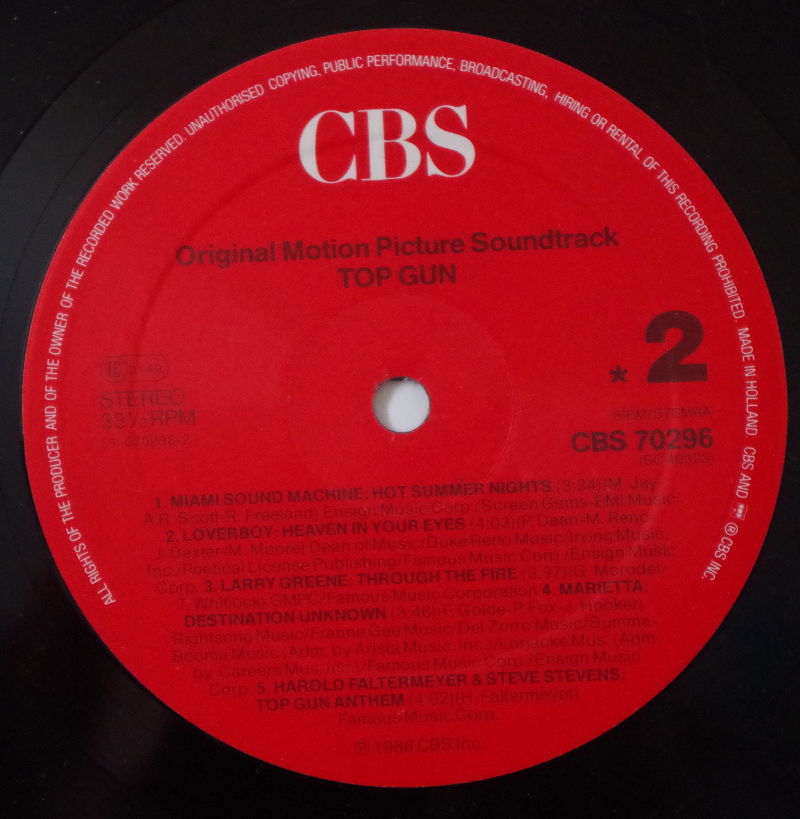 ALL RIGHTS OF THE PRODUCER AND OF THE OWNER OF THE RECORDED WORK RESERVED. UNAUTHORISED COPYING, PUBLIC PERFORMANCE, BROADCASTING, HIRING OR RENTAL OF THIS RECORDING PROHIBITED. MADE IN HOLLAND. CBS AND ℗ CBS INC.
CBS
Original Motion Picture Soundtrack
TOP GUN
* 2
STEREO
33⅓ RPM
01-070296-2
BIEM/STEMRA
CBS 70296
(SC 40323)
1. MIAMI SOUND MACHINE: HOT SUMMER NIGHTS (3:34)(M. Jay-
A.R. Scott-R. Freeland) Ensign Music Corp./Screen Gems-EMI Music
2. LOVERBOY: HEAVEN IN YOUR EYES (4:03)(P. Dean-M. Reno-
J. Dexter-M. Moore) Dean of Music/Duke Reno Music/Irving Music,
Inc./Poetical License Publishing/Famous Music Corp./Ensign Music
Corp. 3. LARRY GREENE: THROUGH THE FIRE (3:37)(G. Moroder-
T. Whitlock) GMPC/Famous Music Corporation 4. MARIETTA:
DESTINATION UNKNOWN (3:46)(F. Golde-P. Fox-J. Hooker)
Rightsong Music/Franne Gee Music/Del Zorro Music/Summa-
Booma Music (Adm. by Arista Music, Inc.)/Lorjacke Mus. (Adm
by Careers Mus. Inc.)/Famous Music Corp./Ensign Music
Corp. 5. HAROLD FALTERMEYER & STEVE STEVENS:
TOP GUN ANTHEM (4:02)(H. Faltermeyer)
Famous Music Corp.
℗ 1986 CBS Inc.